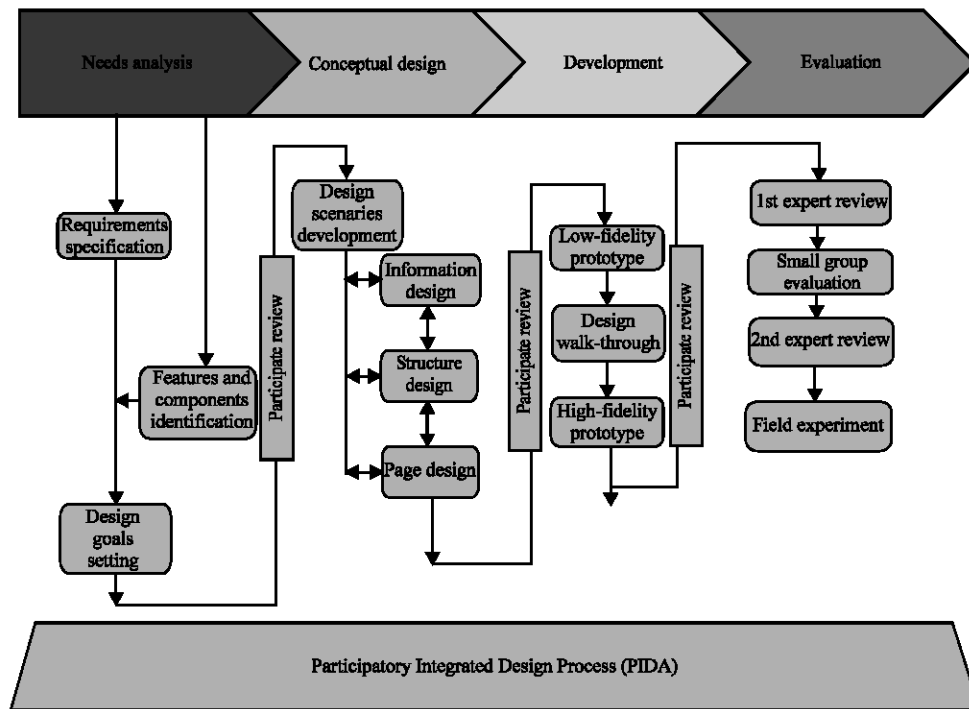 Needs analysis
Conceptual design
Development
Evaluation
Requirements
specification
Features and
components
identification
Design
goals
setting
Participate review
Design
scenaries
development
Information
design
Structure
design
Page design
Participate review
Low-fidelity
prototype
Design
walk-through
High-fidelity
prototype
Participate review
1st expert review
Small group
evaluation
2nd expert review
Field experiment
Participatory Integrated Design Process (PIDA)